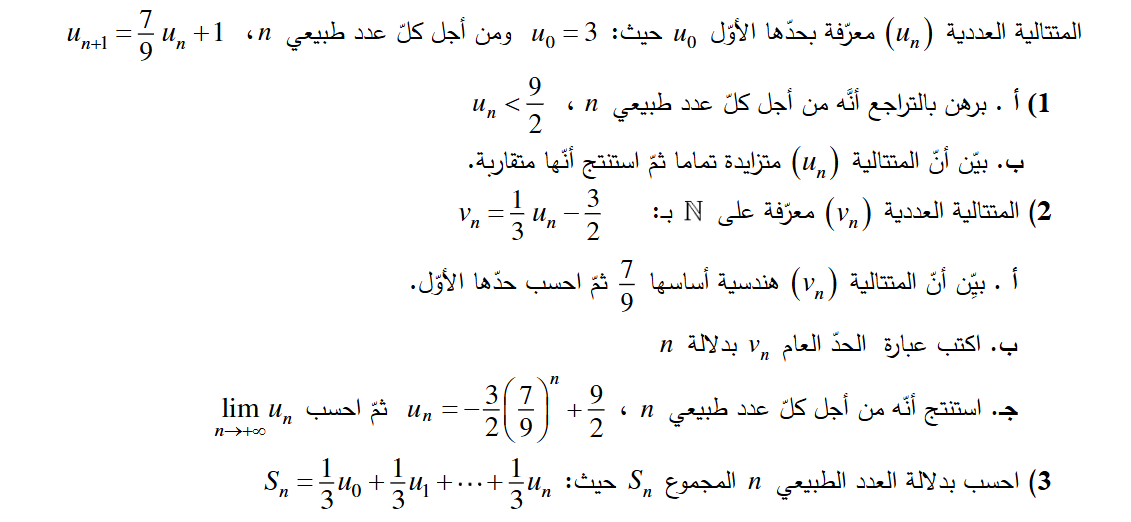 المتتالية العددية (u_n) معرّفة بحدّها الأوّل u_0 حيث: u_0 = 3 ومن أجل كلّ عدد طبيعي n، u_{n+1} = \frac{7}{9} u_n + 1
1) أ . برهن بالتراجع أنَّه من أجل كلّ عدد طبيعي n ، u_n < \frac{9}{2}
ب. بيّن أنّ المتتالية (u_n) متزايدة تماما ثمّ استنتج أنّها متقاربة.
2) المتتالية العددية (v_n) معرّفة على ℕ بـ: v_n = \frac{1}{3} u_n - \frac{3}{2}
أ . بيِّن أنّ المتتالية (v_n) هندسية أساسها \frac{7}{9} ثمّ احسب حدّها الأوّل.
ب. اكتب عبارة الحدّ العام v_n بدلالة n
جـ. استنتج أنّه من أجل كلّ عدد طبيعي n ، u_n = -\frac{3}{2}\left(\frac{7}{9}\right)^n + \frac{9}{2} ثمّ احسب \lim_{n \to +\infty} u_n
3) احسب بدلالة العدد الطبيعي n المجموع S_n حيث: S_n = \frac{1}{3}u_0 + \frac{1}{3}u_1 + \cdots + \frac{1}{3}u_n